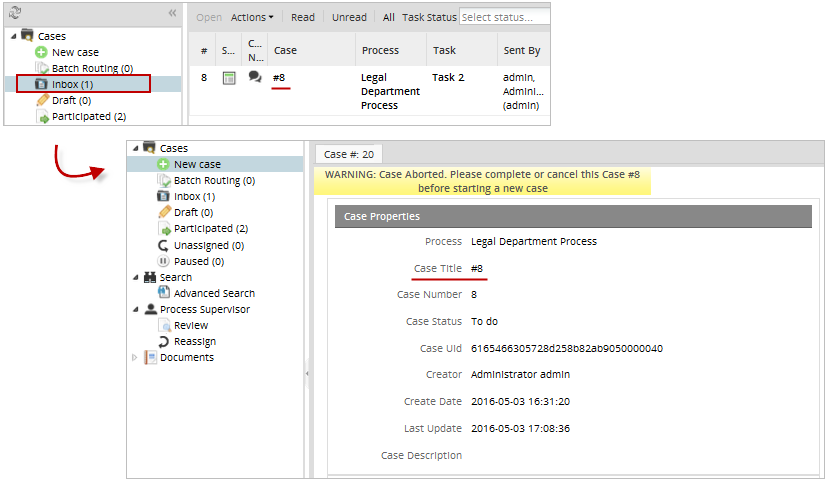 Cases
New case
Batch Routing (0)
Inbox (1)
Draft (0)
Participated (2)
Open Actions Read Unread All Task Status Select status...
# S... C... N... Case Process Task Sent By
8 #8 Legal Department Process Task 2 admin, Admini... (admin)
Cases
New case
Batch Routing (0)
Inbox (1)
Draft (0)
Participated (2)
Unassigned (0)
Paused (0)
Search
Advanced Search
Process Supervisor
Review
Reassign
Documents
Case #: 20
WARNING: Case Aborted. Please complete or cancel this Case #8
before starting a new case
Case Properties
Process Legal Department Process
Case Title #8
Case Number 8
Case Status To do
Case Uid 6165466305728d258b82ab9050000040
Creator Administrator admin
Create Date 2016-05-03 16:31:20
Last Update 2016-05-03 17:08:36
Case Description